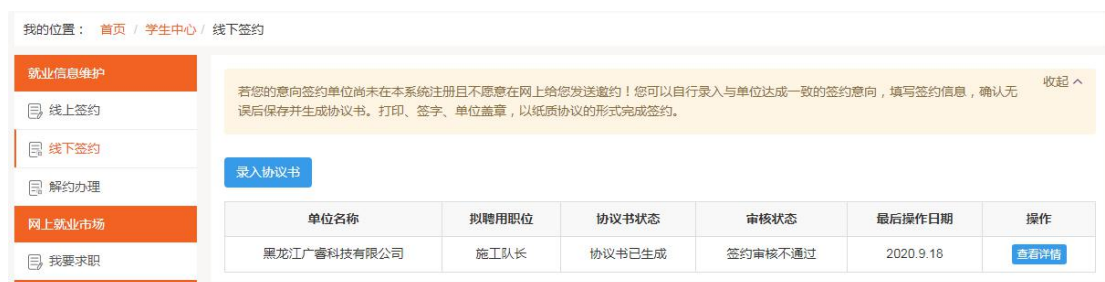 我的位置： 首页 / 学生中心 / 线下签约
就业信息维护
线上签约
线下签约
解约办理
网上就业市场
我要求职
若您的意向签约单位尚未在本系统注册且不愿意在网上给您发送邀约！您可以自行录入与单位达成一致的签约意向，填写签约信息，确认无
误后保存并生成协议书。打印、签字、单位盖章，以纸质协议的形式完成签约。
收起
录入协议书
单位名称 拟聘用职位 协议书状态 审核状态 最后操作日期 操作
黑龙江广睿科技有限公司 施工队长 协议书已生成 签约审核不通过 2020.9.18 查看详情